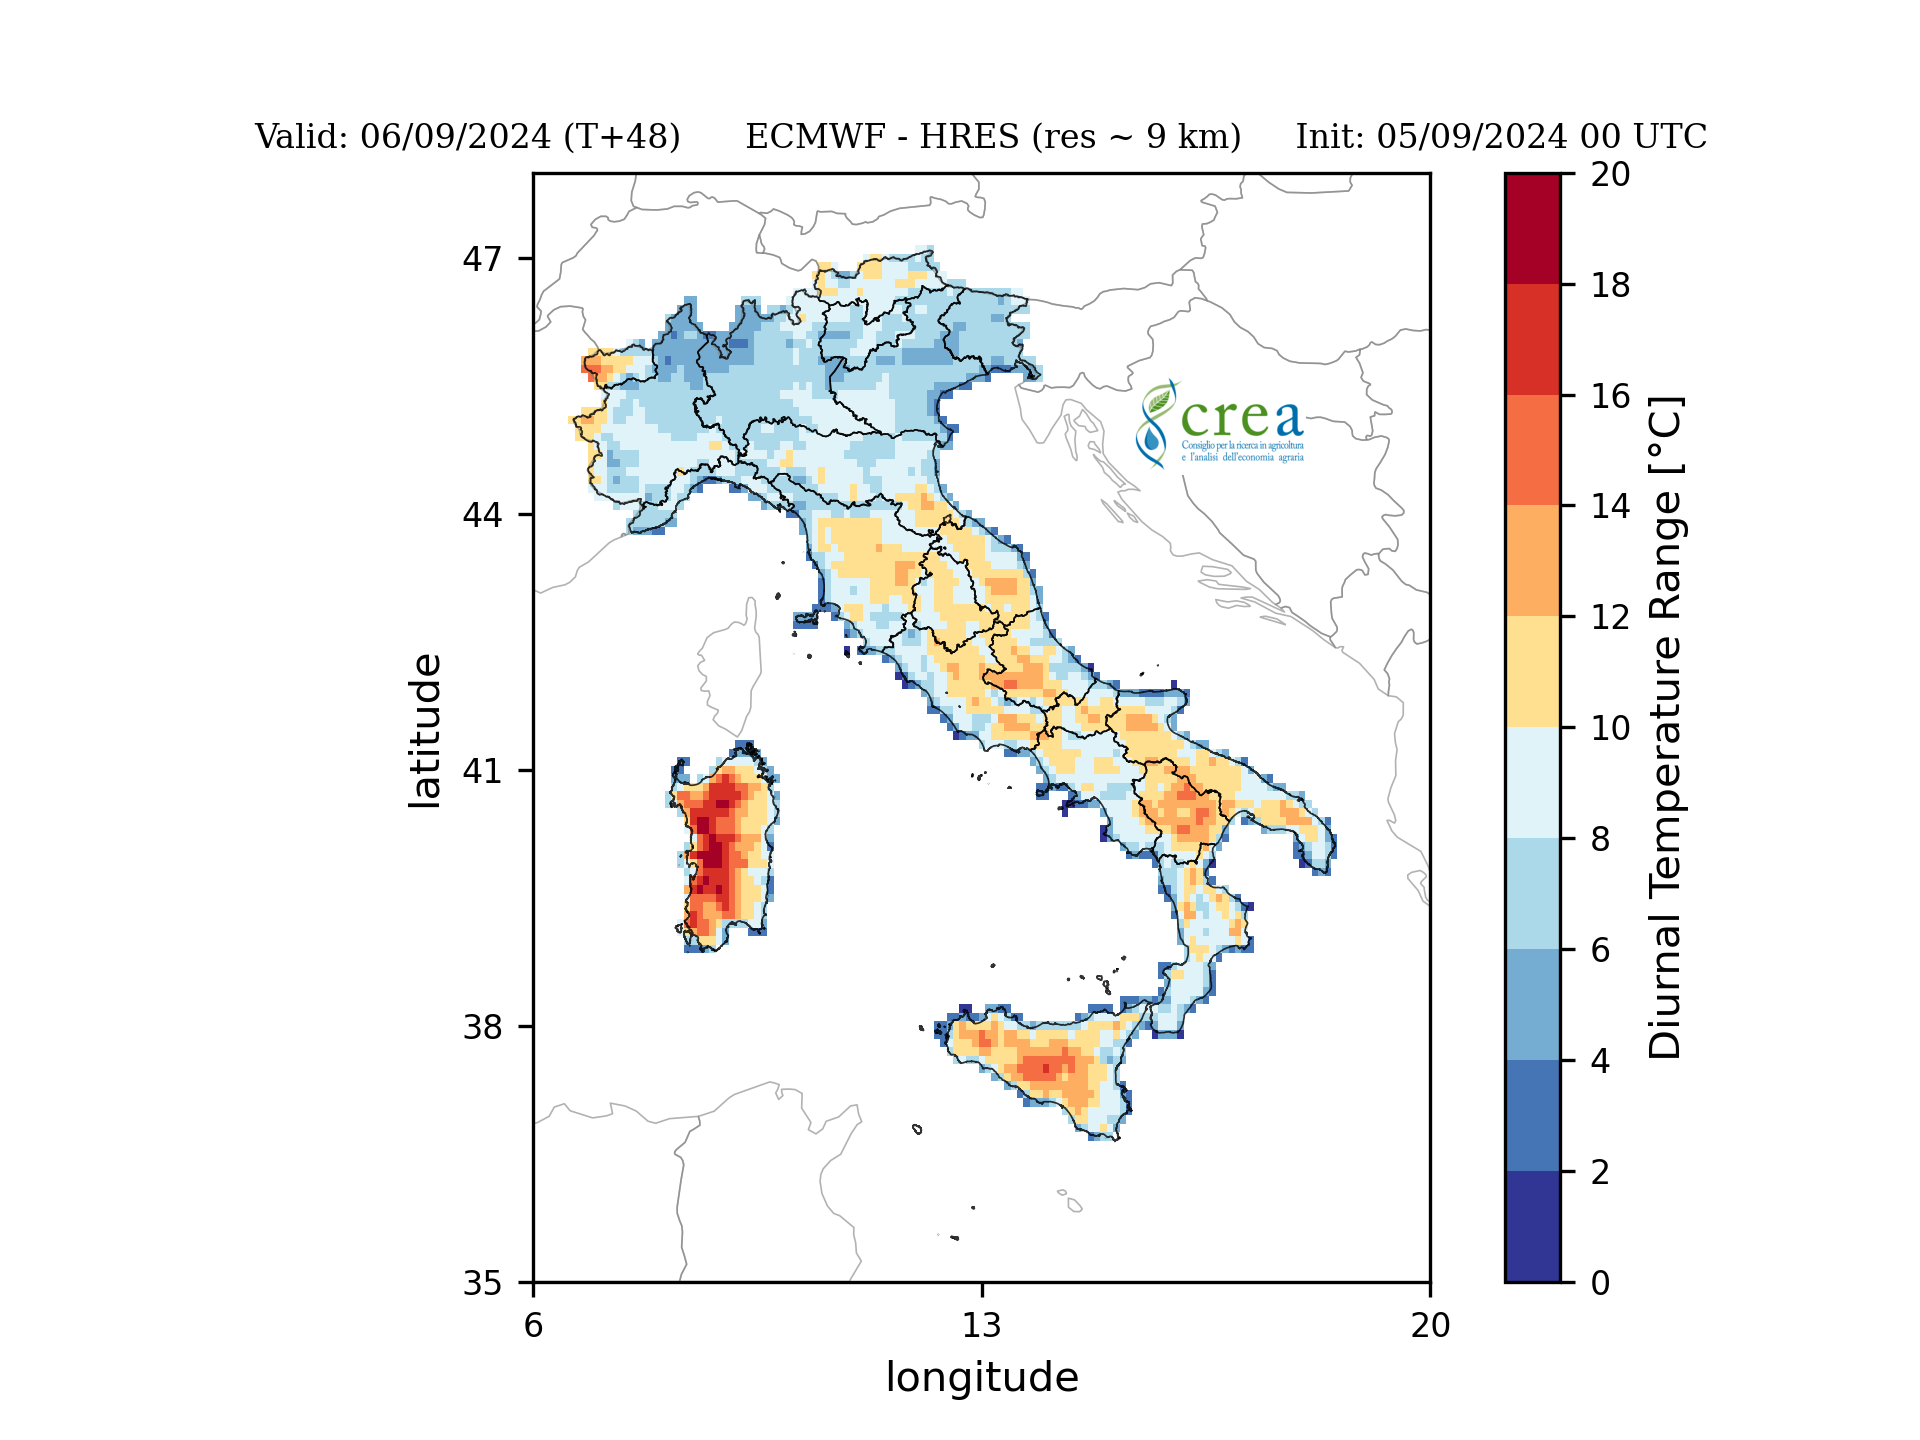 Valid: 06/09/2024 (T+48) ECMWF - HRES (res ~ 9 km) Init: 05/09/2024 00 UTC
47
44
41
38
35
latitude
6 13 20
longitude
crea
Consiglio per la ricerca in agricoltura
e l'analisi dell'economia agraria
20
18
16
14
12
10
8
6
4
2
0
Diurnal Temperature Range [°C]